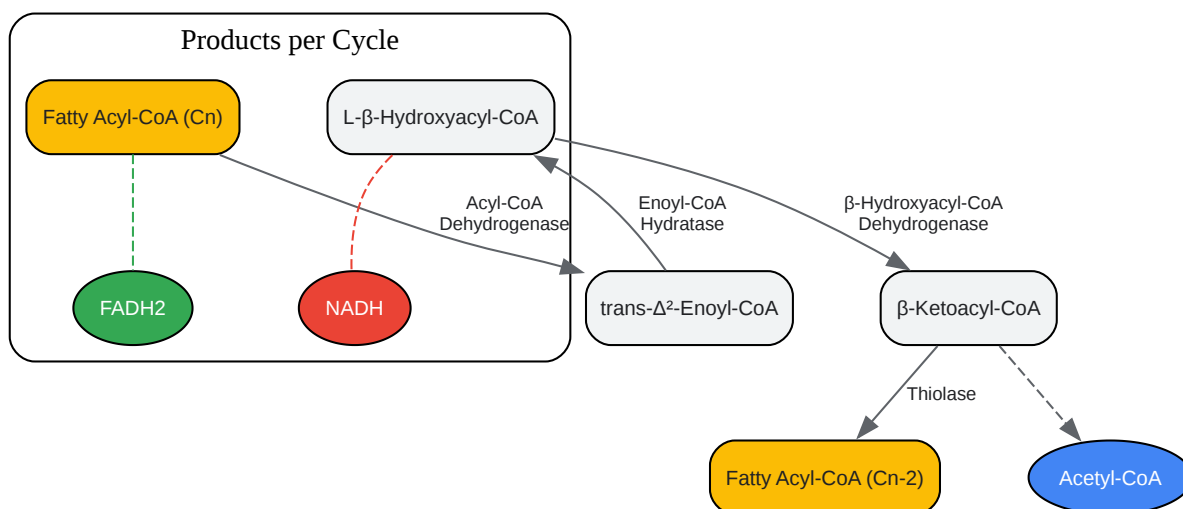 Products per Cycle
Fatty Acyl-CoA (Cn)
L-β-Hydroxyacyl-CoA
Acyl-CoA
Dehydrogenase
Enoyl-CoA
Hydratase
β-Hydroxyacyl-CoA
Dehydrogenase
FADH2
NADH
trans-Δ²-Enoyl-CoA
β-Ketoacyl-CoA
Thiolase
Fatty Acyl-CoA (Cn-2)
Acetyl-CoA